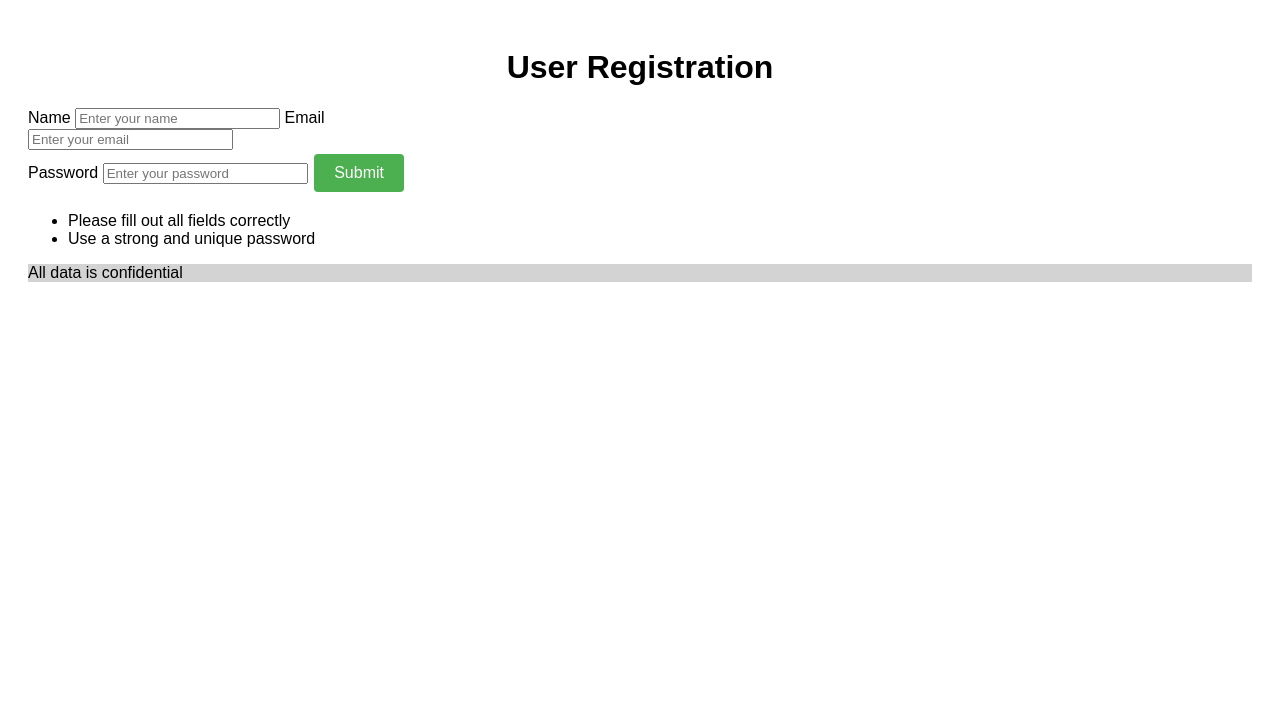 User Registration
Name Enter your name Email
Enter your email
Password Enter your password Submit
Please fill out all fields correctly
Use a strong and unique password
All data is confidential